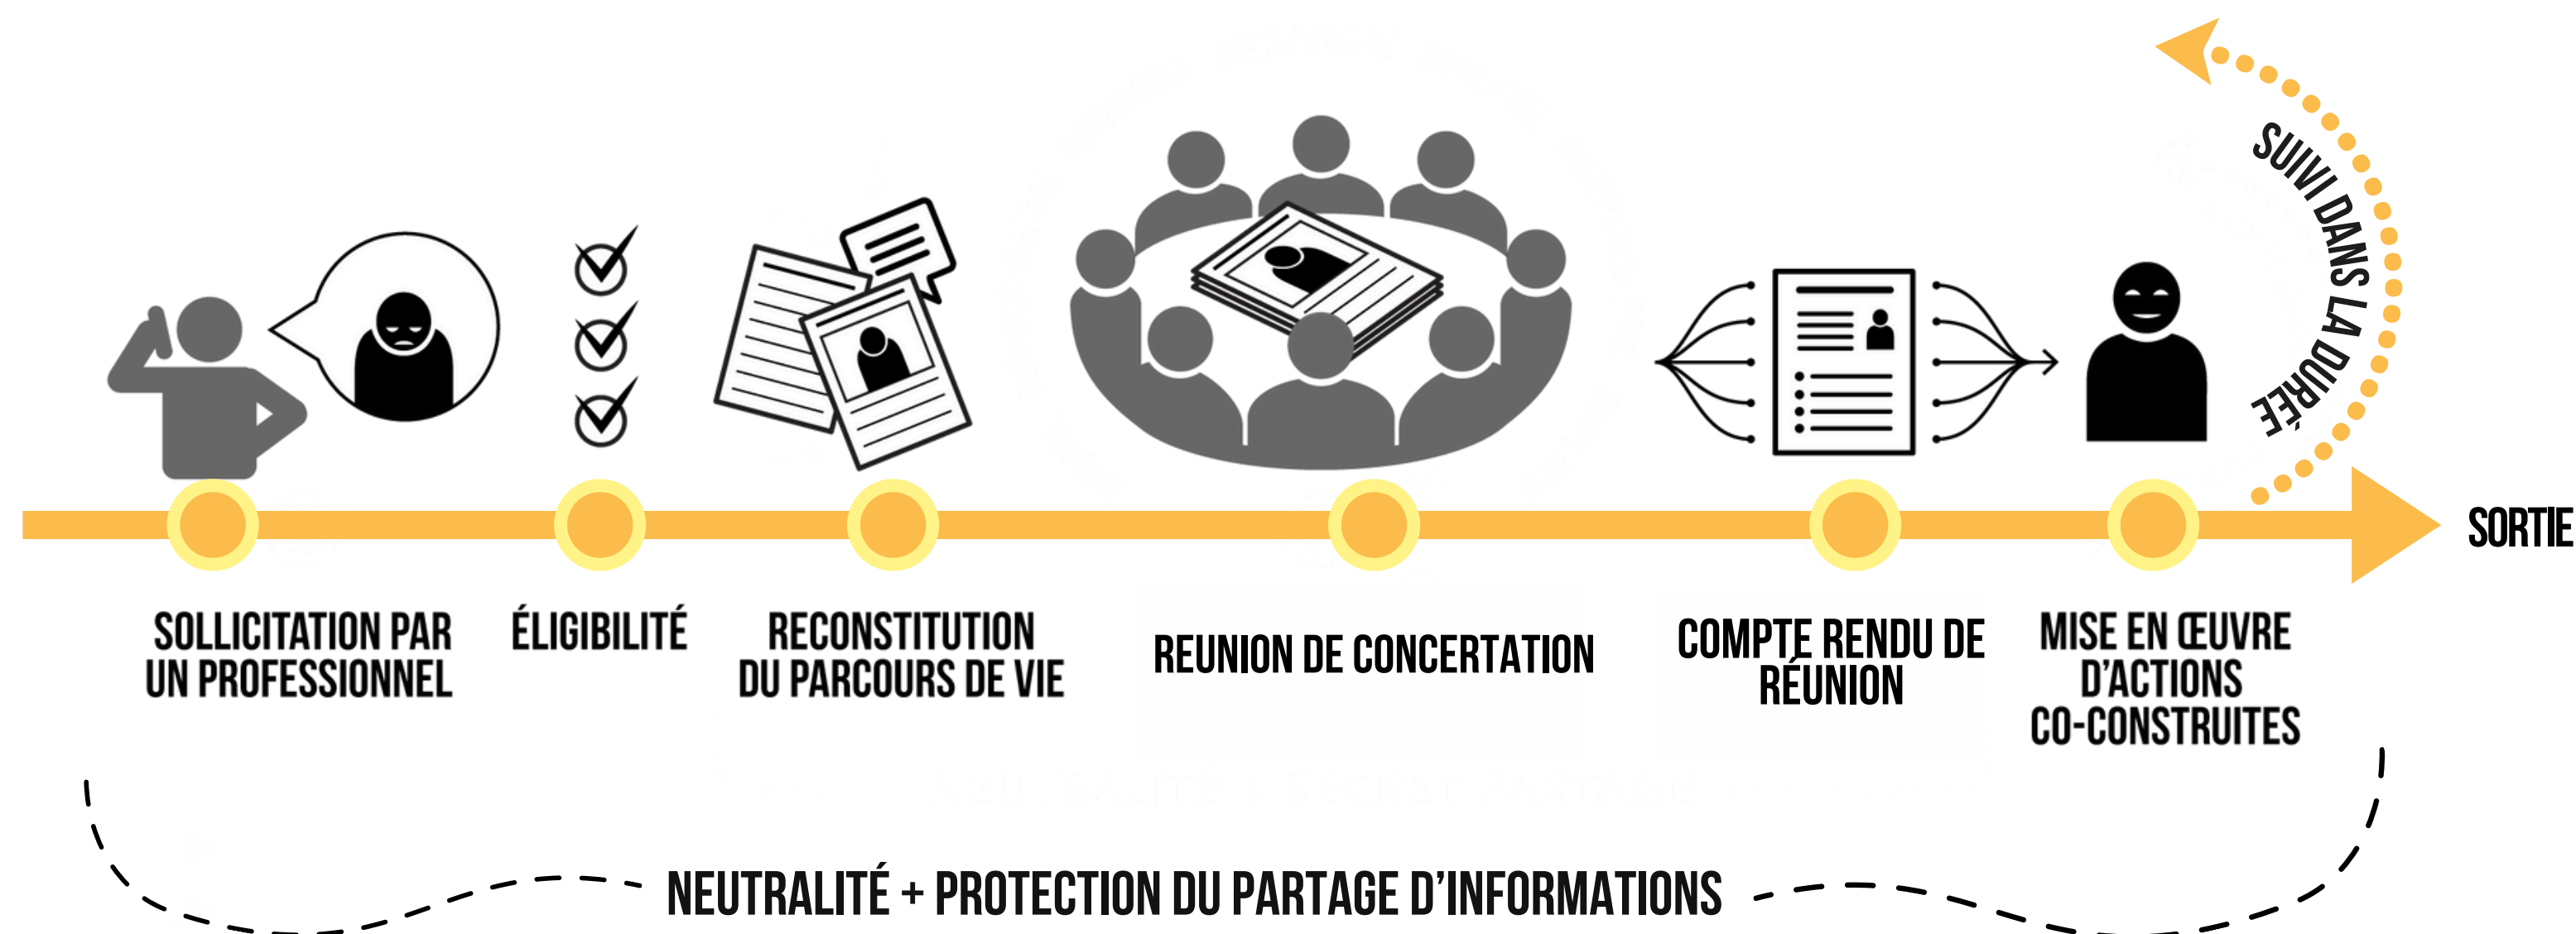 SUIVI DANS LA DURÉE
SORTIE
SOLLICITATION PAR
UN PROFESSIONNEL
ÉLIGIBILITÉ
RECONSTITUTION
DU PARCOURS DE VIE
REUNION DE CONCERTATION
COMPTE RENDU DE
RÉUNION
MISE EN ŒUVRE
D'ACTIONS
CO-CONSTRUITES
NEUTRALITÉ + PROTECTION DU PARTAGE D'INFORMATIONS